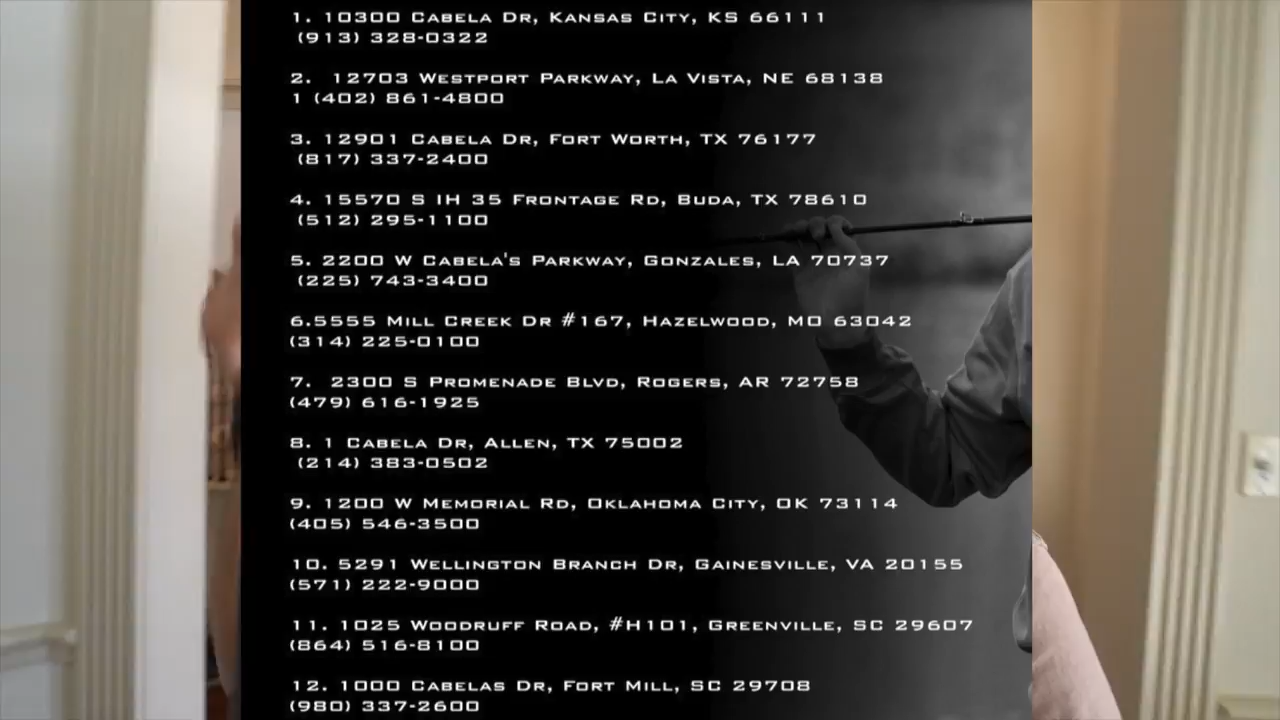 1. 10300 Cabela Dr, Kansas City, KS 66111
(913) 328-0322
2. 12703 Westport Parkway, La Vista, NE 68138
1 (402) 861-4800
3. 12901 Cabela Dr, Fort Worth, TX 76177
(817) 337-2400
4. 15570 S IH 35 Frontage Rd, Buda, TX 78610
(512) 295-1100
5. 2200 W Cabela's Parkway, Gonzales, LA 70737
(225) 743-3400
6.5555 Mill Creek Dr #167, Hazelwood, MO 63042
(314) 225-0100
7. 2300 S Promenade Blvd, Rogers, AR 72758
(479) 616-1925
8. 1 Cabela Dr, Allen, TX 75002
(214) 383-0502
9. 1200 W Memorial Rd, Oklahoma City, OK 73114
(405) 546-3500
10. 5291 Wellington Branch Dr, Gainesville, VA 20155
(571) 222-9000
11. 1025 Woodruff Road, #H101, Greenville, SC 29607
(864) 516-8100
12. 1000 Cabelas Dr, Fort Mill, SC 29708
(980) 337-2600